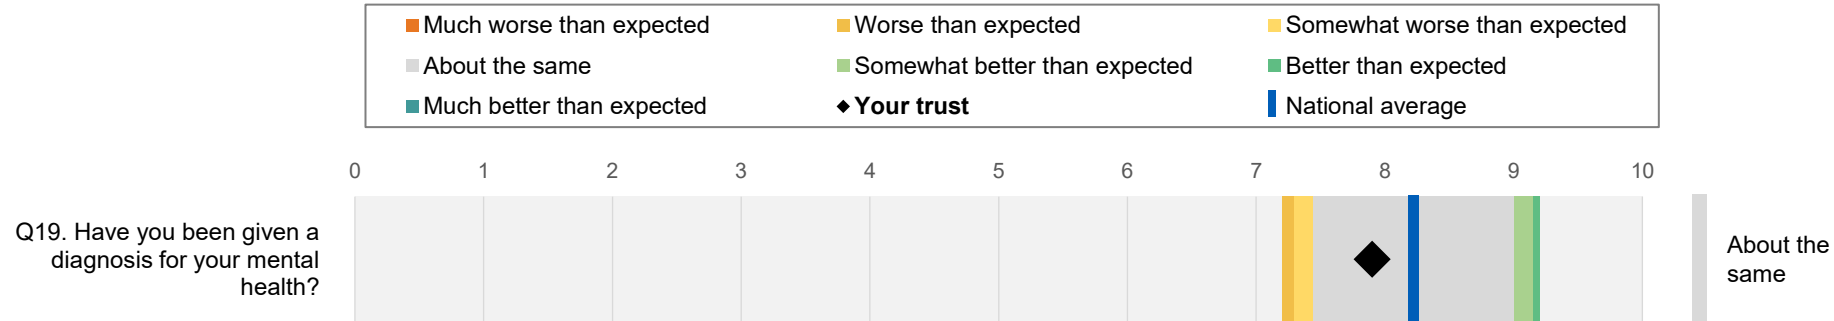 Much worse than expected
Worse than expected
Somewhat worse than expected
About the same
Somewhat better than expected
Better than expected
Much better than expected
Your trust
National average
0 1 2 3 4 5 6 7 8 9 10
Q19. Have you been given a
diagnosis for your mental
health?
About the
same